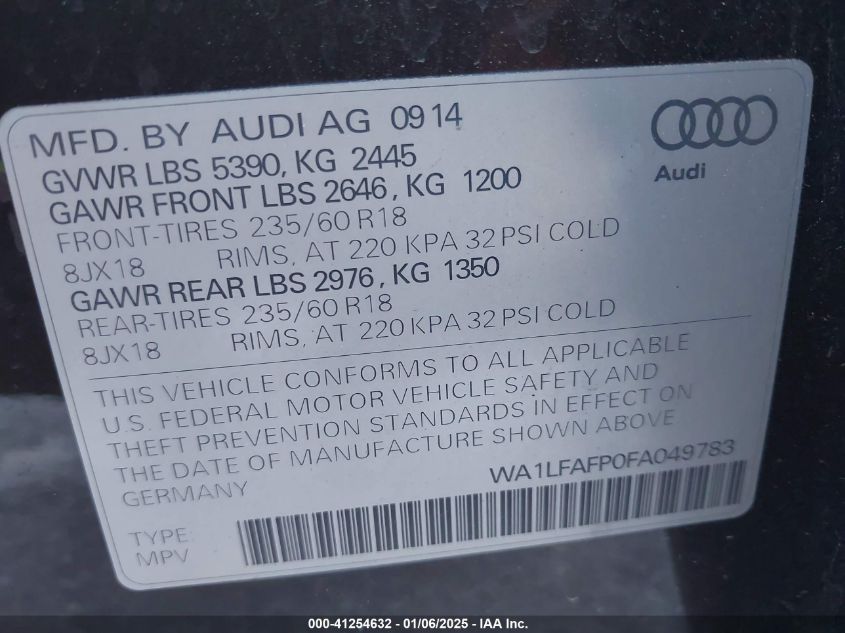 MFD. BY AUDI AG 09 14
GVWR LBS 5390, KG 2445
GAWR FRONT LBS 2646, KG 1200
FRONT-TIRES 235/60 R18
8JX18 RIMS, AT 220 KPA 32 PSI COLD
GAWR REAR LBS 2976, KG 1350
REAR-TIRES 235/60 R18
8JX18 RIMS, AT 220 KPA 32 PSI COLD
Audi
THIS VEHICLE CONFORMS TO ALL APPLICABLE
U.S. FEDERAL MOTOR VEHICLE SAFETY AND
THEFT PREVENTION STANDARDS IN EFFECT ON
THE DATE OF MANUFACTURE SHOWN ABOVE
GERMANY
WA1LFAFP0FA049783
TYPE
MPV
000-41254632 - 01/06/2025 - IAA Inc.